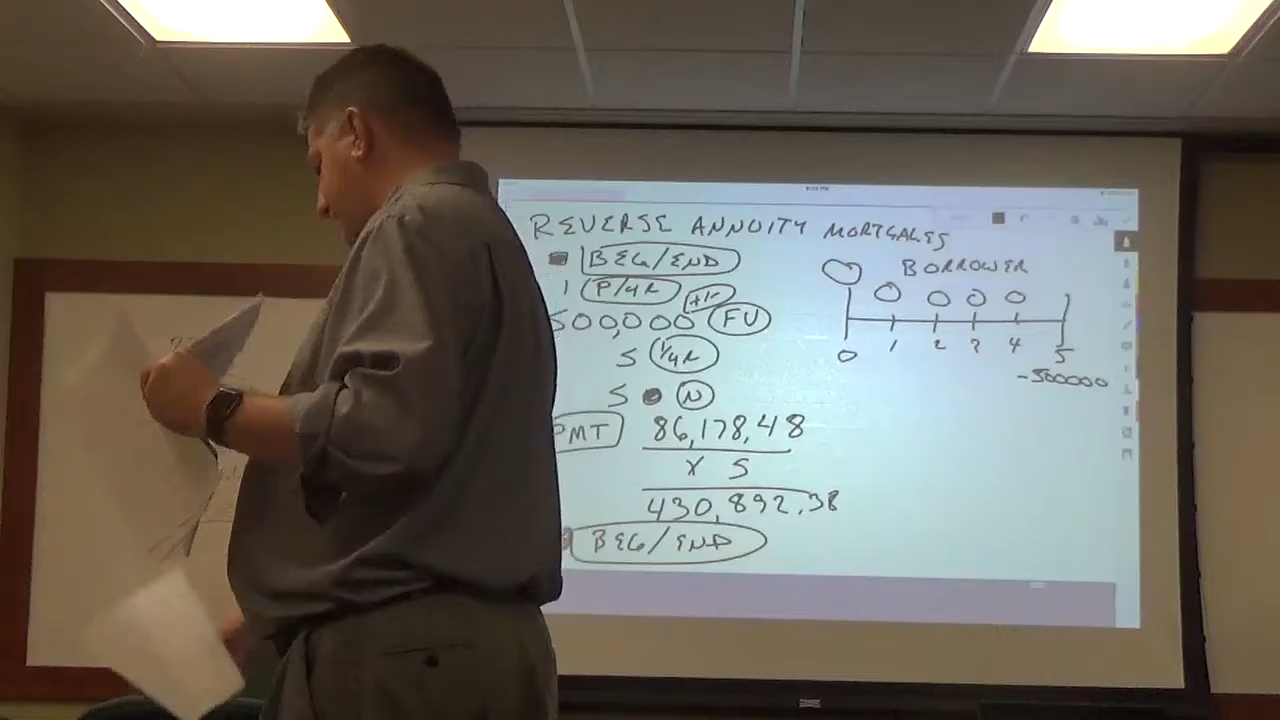 REVERSE ANNUITY MORTGAGES
BEG/END
1 P/YR
500,000 +/- FV
5 I/YR
5 N
PMT 86,178.48
X 5
430,892.38
BEG/END
BORROWER
0 1 2 3 4 5
-500000